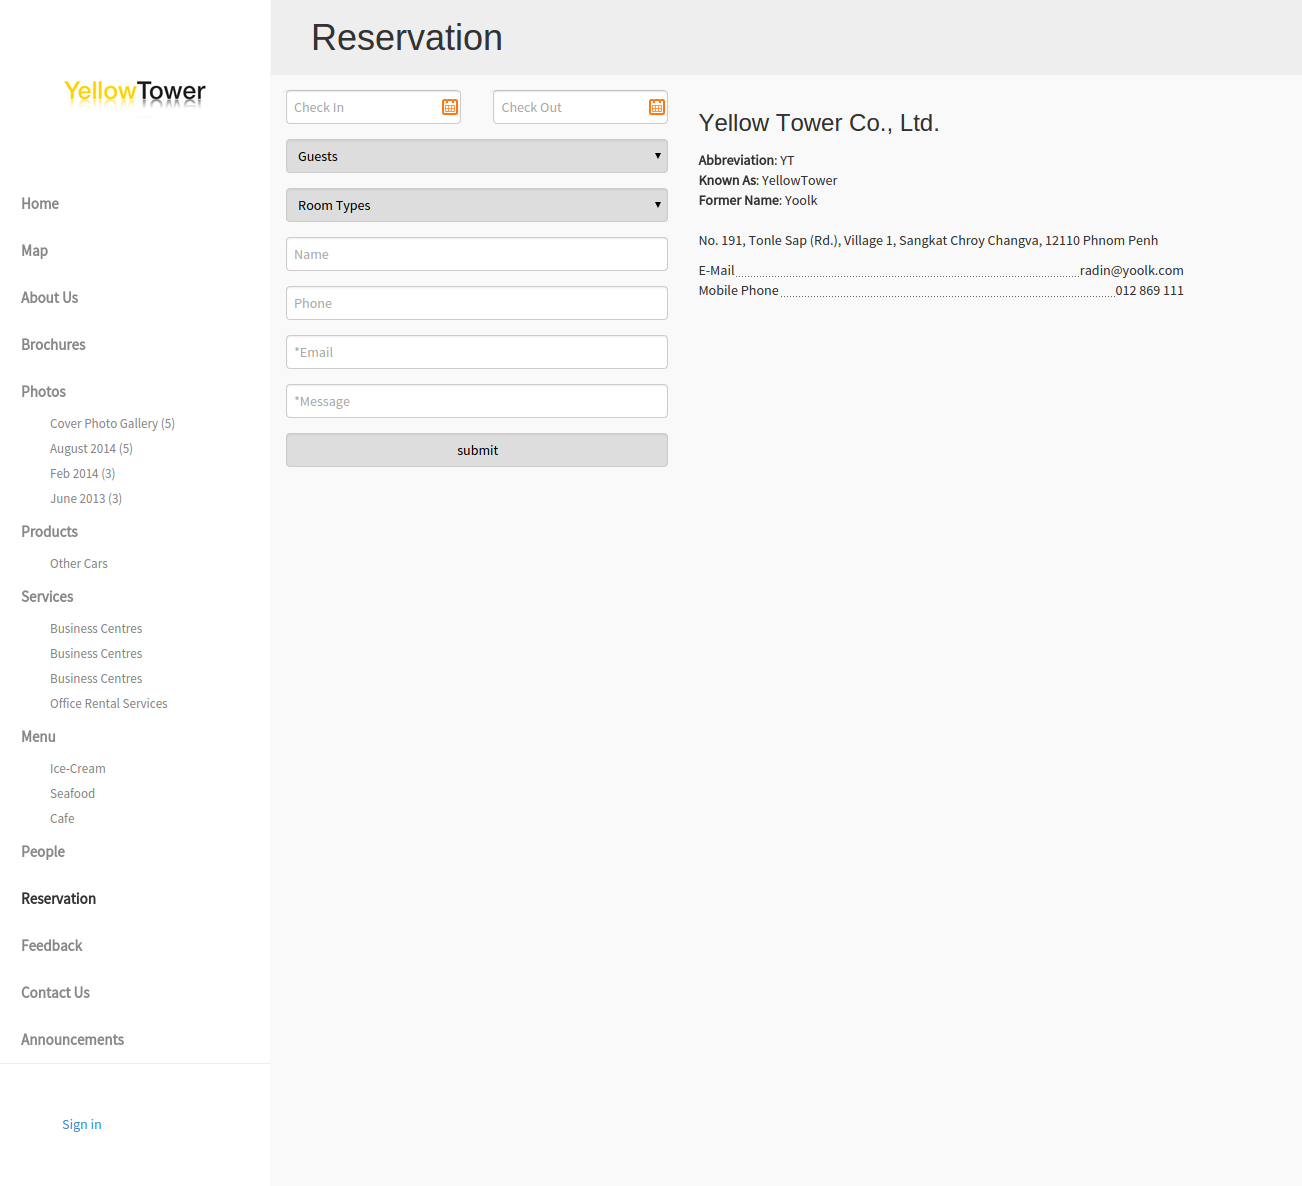 YellowTower
Home
Map
About Us
Brochures
Photos
Cover Photo Gallery (5)
August 2014 (5)
Feb 2014 (3)
June 2013 (3)
Products
Other Cars
Services
Business Centres
Business Centres
Business Centres
Office Rental Services
Menu
Ice-Cream
Seafood
Cafe
People
Reservation
Feedback
Contact Us
Announcements
Sign in
Reservation
Check In
Check Out
Guests
Room Types
Name
Phone
*Email
*Message
submit
Yellow Tower Co., Ltd.
Abbreviation: YT
Known As: YellowTower
Former Name: Yoolk
No. 191, Tonle Sap (Rd.), Village 1, Sangkat Chroy Changva, 12110 Phnom Penh
E-Mail radin@yoolk.com
Mobile Phone 012 869 111